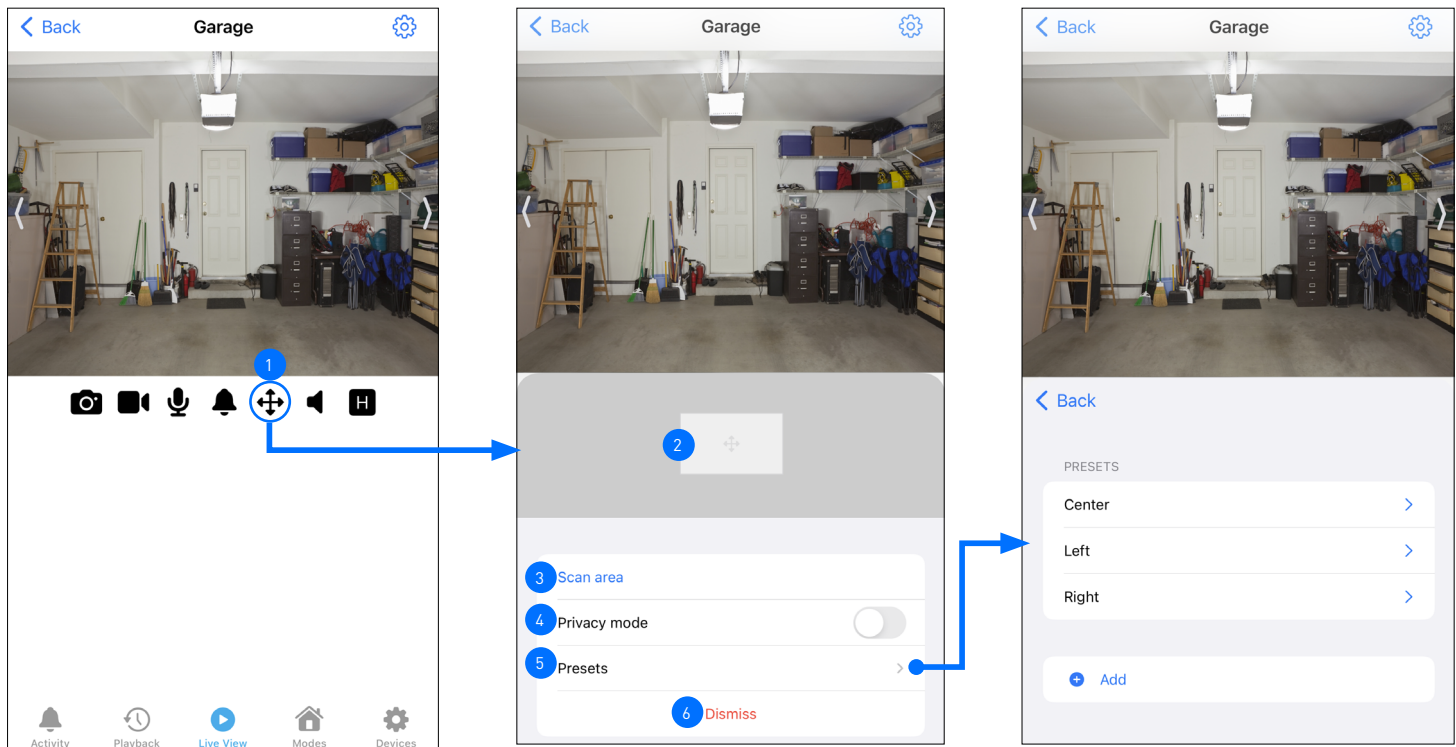 Back Garage
1
H
Activity Playback Live View Modes Devices
Back Garage
2
3 Scan area
4 Privacy mode
5 Presets
6 Dismiss
Back Garage
Back
PRESETS
Center
Left
Right
Add